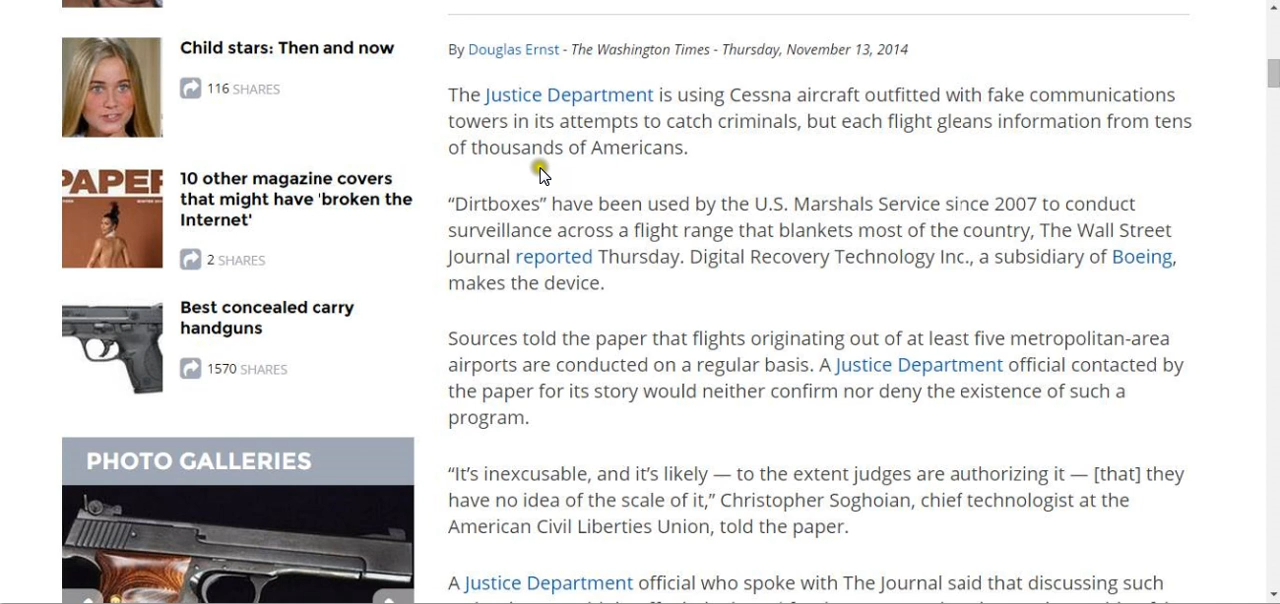 Child stars: Then and now
116 SHARES
PAPER
10 other magazine covers
that might have 'broken the
Internet'
2 SHARES
Best concealed carry
handguns
1570 SHARES
PHOTO GALLERIES
By Douglas Ernst - The Washington Times - Thursday, November 13, 2014
The Justice Department is using Cessna aircraft outfitted with fake communications
towers in its attempts to catch criminals, but each flight gleans information from tens
of thousands of Americans.
“Dirtboxes” have been used by the U.S. Marshals Service since 2007 to conduct
surveillance across a flight range that blankets most of the country, The Wall Street
Journal reported Thursday. Digital Recovery Technology Inc., a subsidiary of Boeing,
makes the device.
Sources told the paper that flights originating out of at least five metropolitan-area
airports are conducted on a regular basis. A Justice Department official contacted by
the paper for its story would neither confirm nor deny the existence of such a
program.
“It’s inexcusable, and it’s likely — to the extent judges are authorizing it — [that] they
have no idea of the scale of it,” Christopher Soghoian, chief technologist at the
American Civil Liberties Union, told the paper.
A Justice Department official who spoke with The Journal said that discussing such